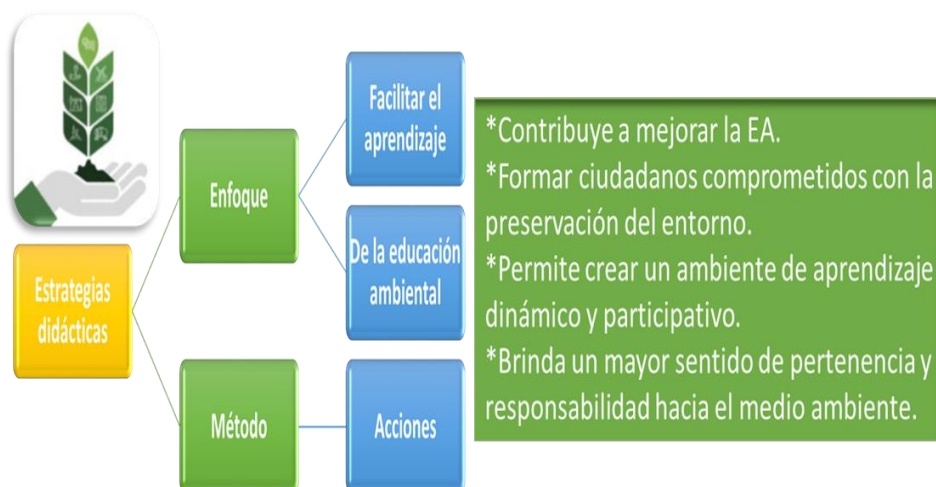 Estrategias
didácticas
Enfoque
Método
Facilitar el
aprendizaje
De la educación
ambiental
Acciones
*Contribuye a mejorar la EA.
*Formar ciudadanos comprometidos con la
preservación del entorno.
*Permite crear un ambiente de aprendizaje
dinámico y participativo.
*Brinda un mayor sentido de pertenencia y
responsabilidad hacia el medio ambiente.